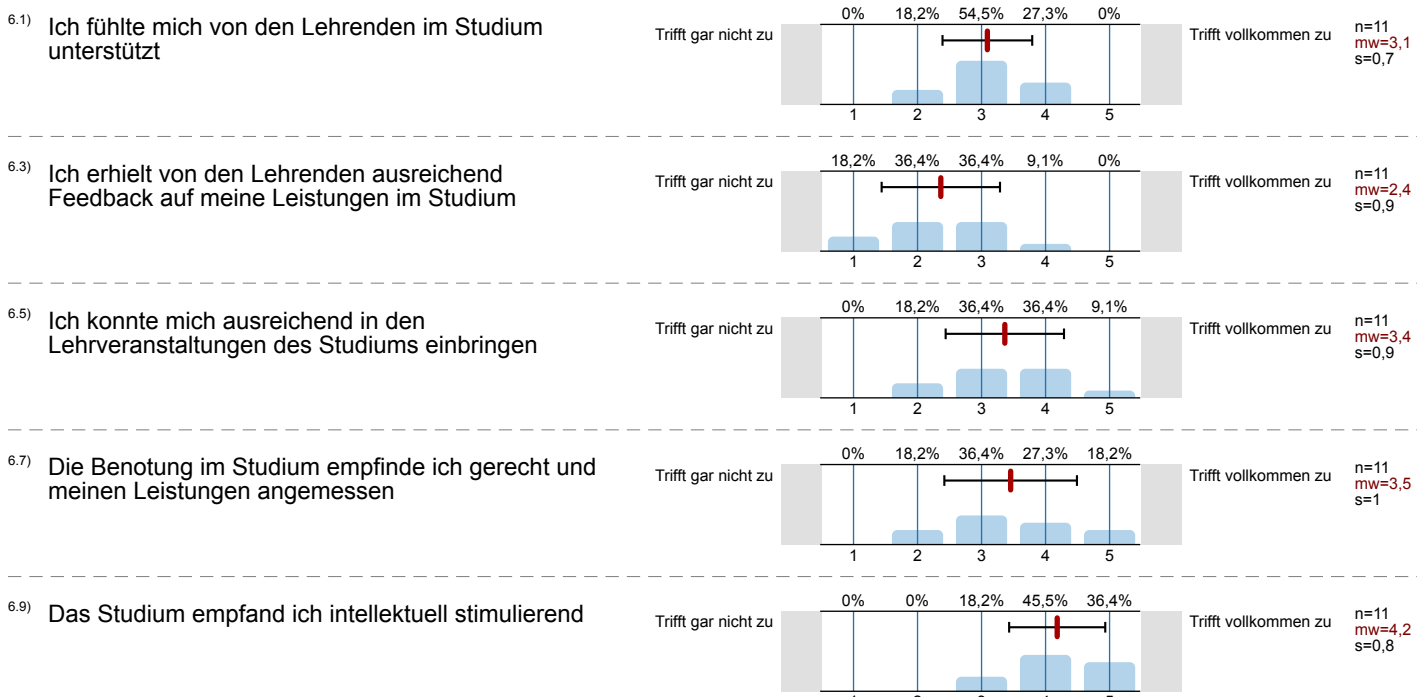 0% 18,2% 54,5% 27,3% 0%
6.1) Ich fühlte mich von den Lehrenden im Studium
unterstützt
Trifft gar nicht zu
Trifft vollkommen zu
n=11
mw=3,1
s=0,7
1 2 3 4 5
18,2% 36,4% 36,4% 9,1% 0%
6.3) Ich erhielt von den Lehrenden ausreichend
Feedback auf meine Leistungen im Studium
Trifft gar nicht zu
Trifft vollkommen zu
n=11
mw=2,4
s=0,9
1 2 3 4 5
0% 18,2% 36,4% 36,4% 9,1%
6.5) Ich konnte mich ausreichend in den
Lehrveranstaltungen des Studiums einbringen
Trifft gar nicht zu
Trifft vollkommen zu
n=11
mw=3,4
s=0,9
1 2 3 4 5
0% 18,2% 36,4% 27,3% 18,2%
6.7) Die Benotung im Studium empfinde ich gerecht und
meinen Leistungen angemessen
Trifft gar nicht zu
Trifft vollkommen zu
n=11
mw=3,5
s=1
1 2 3 4 5
0% 0% 18,2% 45,5% 36,4%
6.9) Das Studium empfand ich intellektuell stimulierend
Trifft gar nicht zu
Trifft vollkommen zu
n=11
mw=4,2
s=0,8